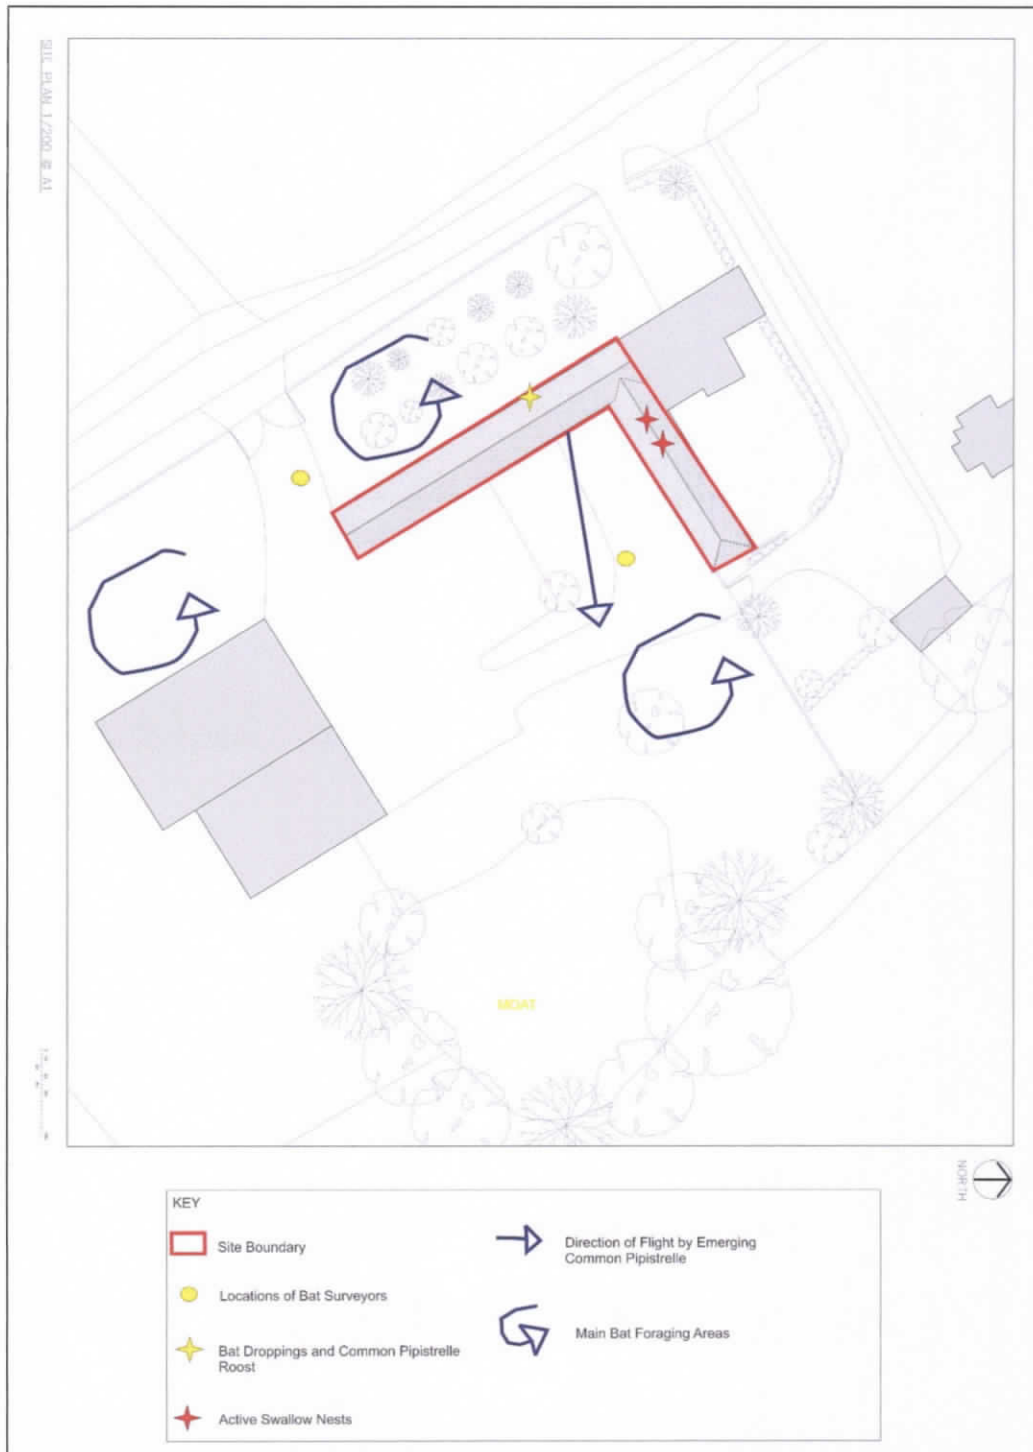 SITE PLAN 1/200 @ A1
MOAT
NORTH
KEY
Site Boundary
Locations of Bat Surveyors
Bat Droppings and Common Pipistrelle
Roost
Active Swallow Nests
Direction of Flight by Emerging
Common Pipistrelle
Main Bat Foraging Areas